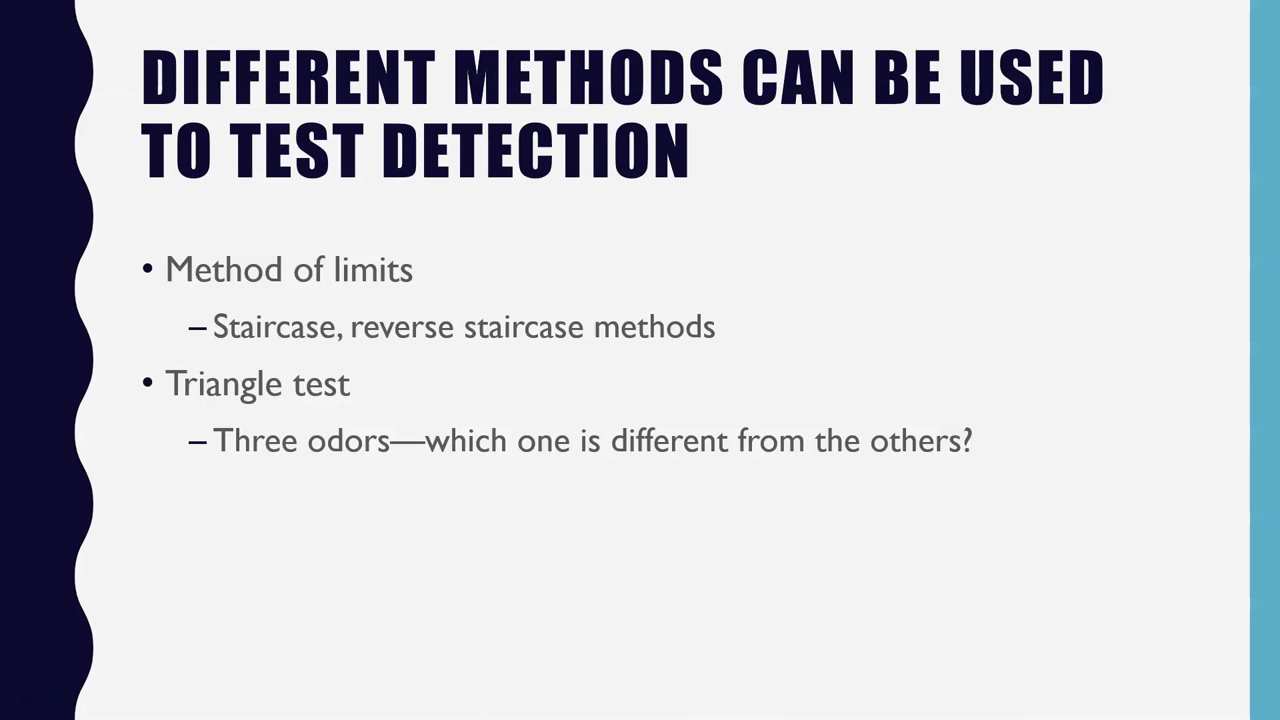 DIFFERENT METHODS CAN BE USED
TO TEST DETECTION
• Method of limits
– Staircase, reverse staircase methods
• Triangle test
– Three odors—which one is different from the others?